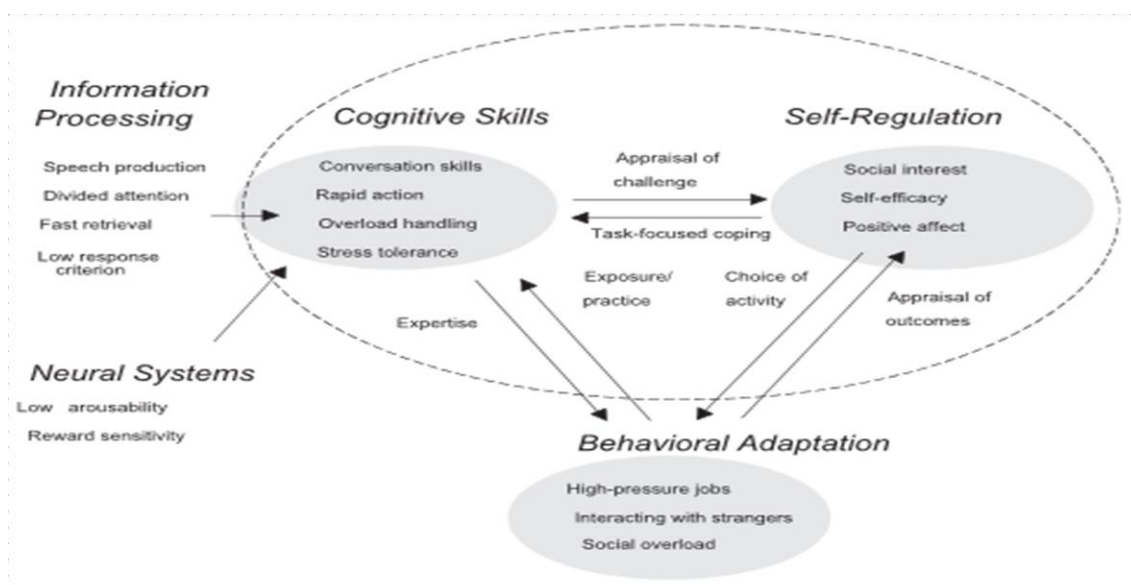 Information
Processing
Speech production
Divided attention
Fast retrieval
Low response
criterion
Neural Systems
Low arousability
Reward sensitivity
Cognitive Skills
Conversation skills
Rapid action
Overload handling
Stress tolerance
Appraisal of
challenge
Task-focused coping
Self-Regulation
Social interest
Self-efficacy
Positive affect
Expertise
Exposure/
practice
Choice of
activity
Appraisal of
outcomes
Behavioral Adaptation
High-pressure jobs
Interacting with strangers
Social overload